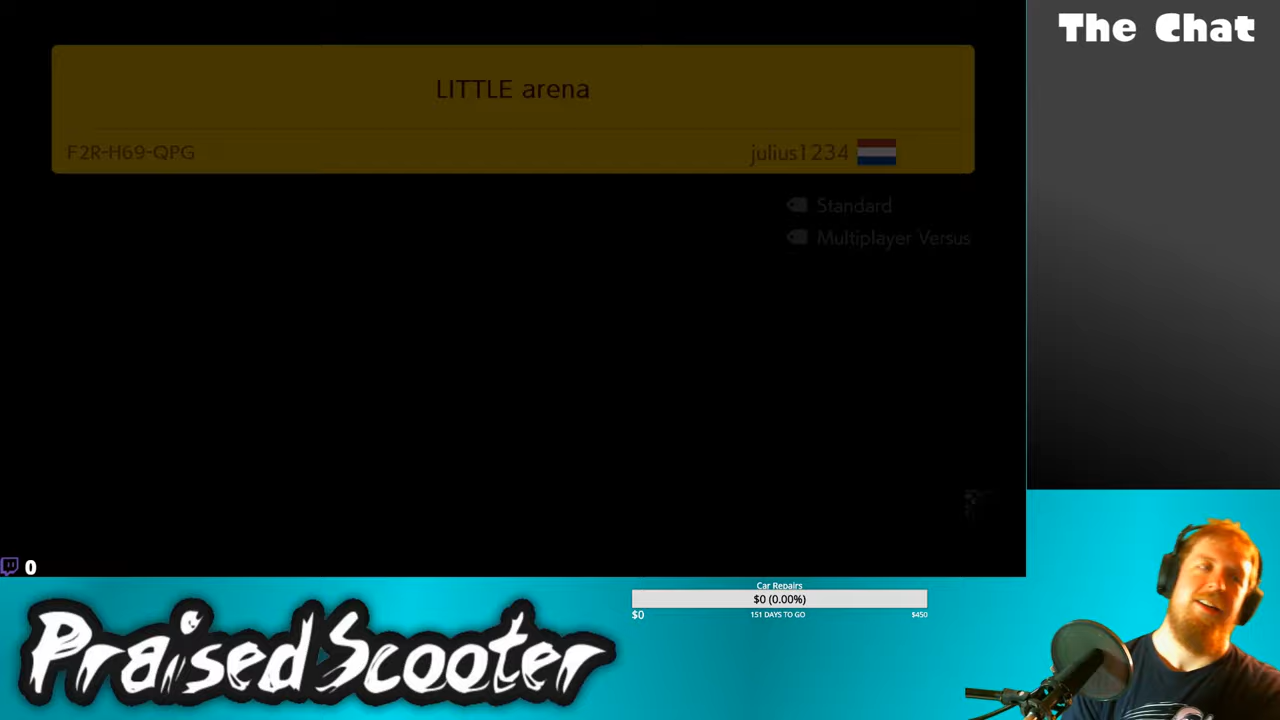 The Chat
LITTLE arena
F2R-H69-QPG
julius1234
Standard
Multiplayer Versus
0
Car Repairs
$0 (0.00%)
$0 151 DAYS TO GO $450
PraisedScooter